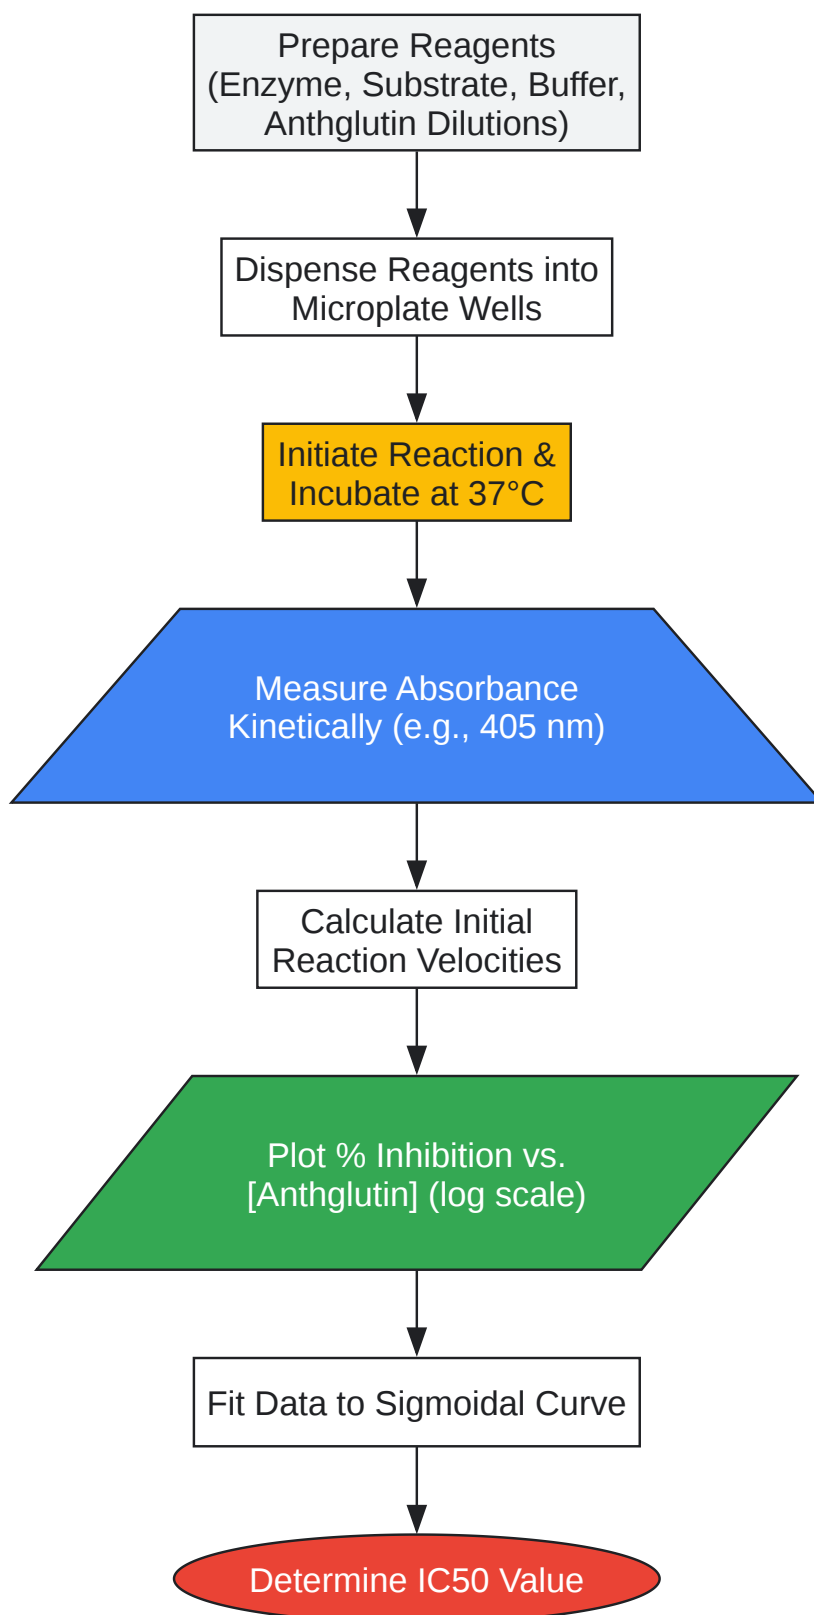 Prepare Reagents
(Enzyme, Substrate, Buffer,
Anthglutin Dilutions)
Dispense Reagents into
Microplate Wells
Initiate Reaction &
Incubate at 37°C
Measure Absorbance
Kinetically (e.g., 405 nm)
Calculate Initial
Reaction Velocities
Plot % Inhibition vs.
[Anthglutin] (log scale)
Fit Data to Sigmoidal Curve
Determine IC50 Value